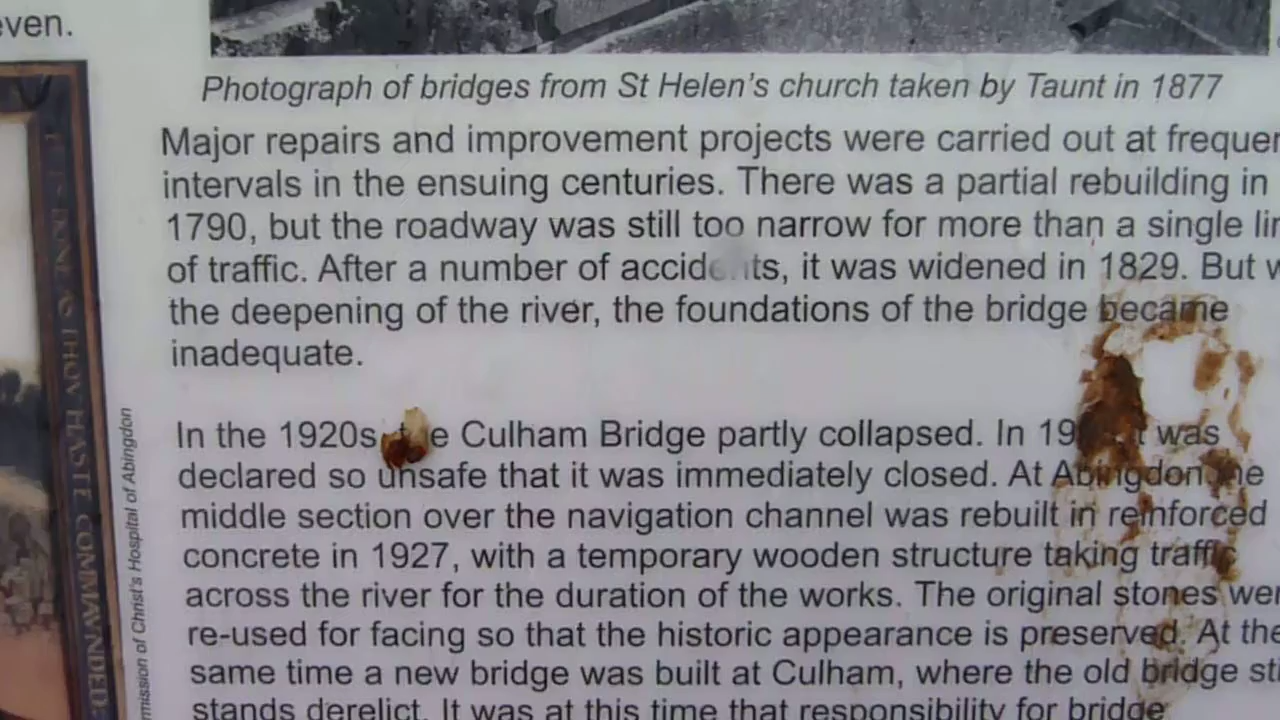 even.
Photograph of bridges from St Helen's church taken by Taunt in 1877
Major repairs and improvement projects were carried out at
intervals in the ensuing centuries. There was a partial rebuilding in
1790, but the roadway was still too narrow for more than a single
of traffic. After a number of accidents, it was widened in 1829. But
the deepening of the river, the foundations of the bridge became
inadequate.
In the 1920s the Culham Bridge partly collapsed. In was
declared so unsafe that it was immediately closed. At Abingdon the
middle section over the navigation channel was rebuilt in reinforced
concrete in 1927, with a temporary wooden structure taking traffic
across the river for the duration of the works. The original stones
re-used for facing so that the historic appearance is preserved. At the
same time a new bridge was built at Culham, where the old bridge
stands derelict. It was at this time that responsibility for bridge
of Christ's Hospital of Abingdon
DONE AS THOV HASTE COMMAVNDED